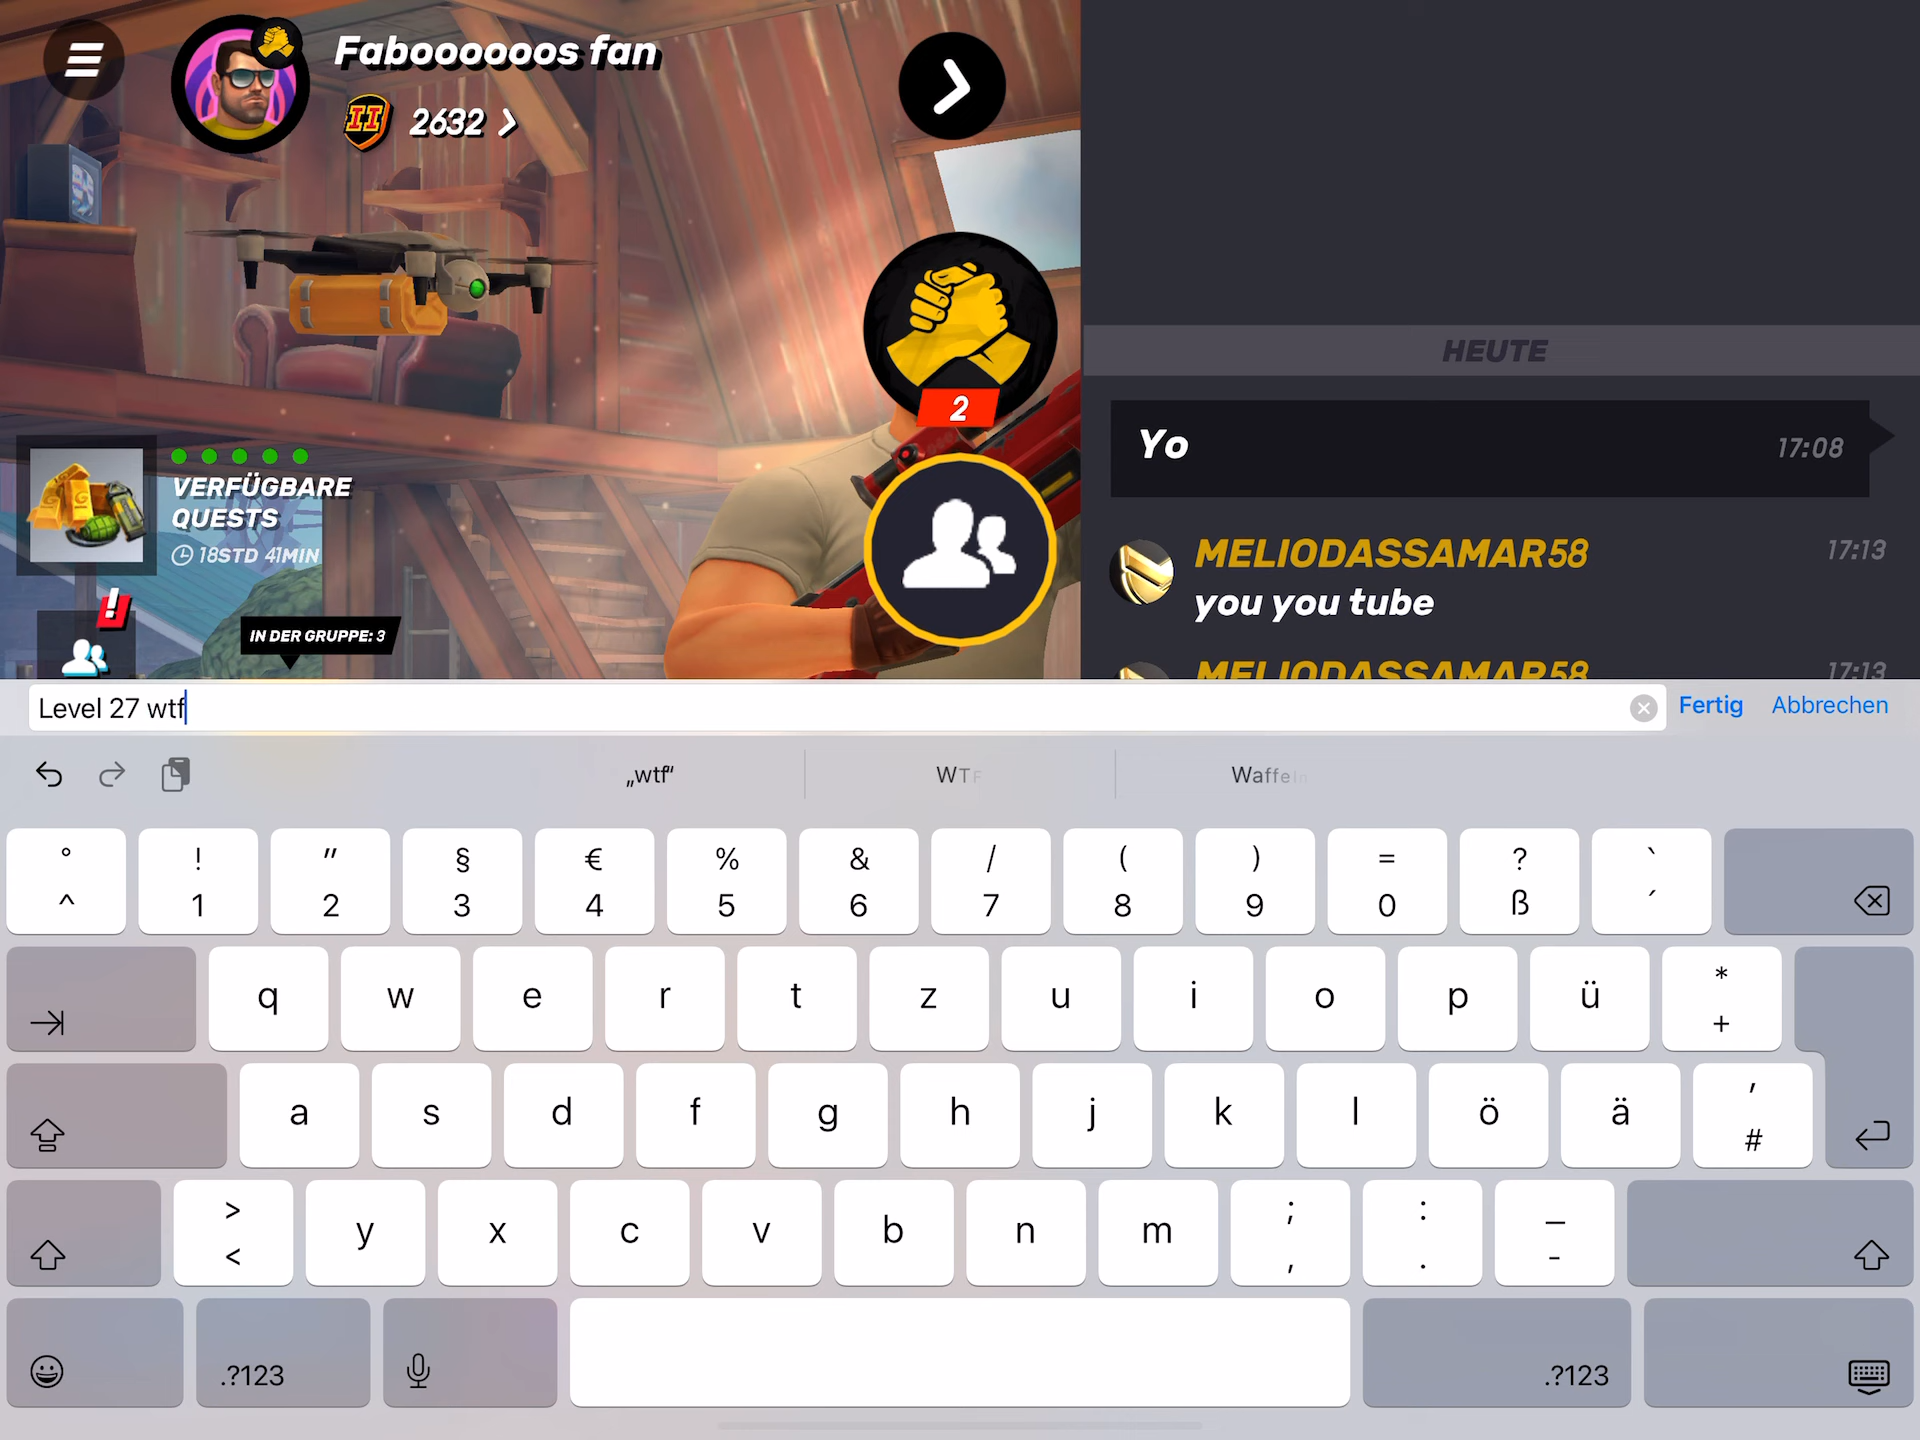 Faboooooos fan
II
2632
HEUTE
Yo
17:08
2
VERFÜGBARE
QUESTS
18STD 41MIN
!
IN DER GRUPPE: 3
MELIODASSAMAR58
17:13
you you tube
MELIODASSAMAR58
17:13
Level 27 wtf
Fertig
Abbrechen
„wtf“
WTF
Waffeln
° ! " § € % & / ( ) = ? `
^ 1 2 3 4 5 6 7 8 9 0 ß ´
q w e r t z u i o p ü * +
a s d f g h j k l ö ä ' #
> < y x c v b n m ; , : . _ -
.?123
.?123